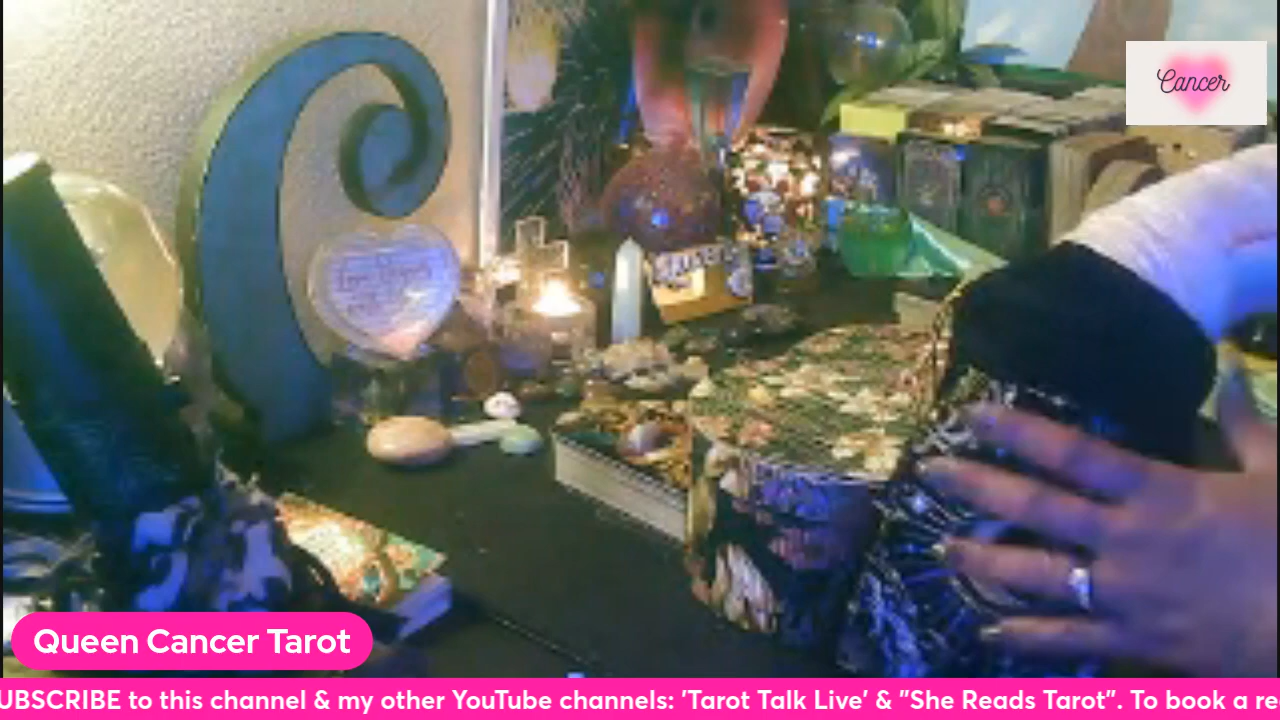 Cancer
Queen Cancer Tarot
UBSCRIBE to this channel & my other YouTube channels: 'Tarot Talk Live' & "She Reads Tarot". To book a re